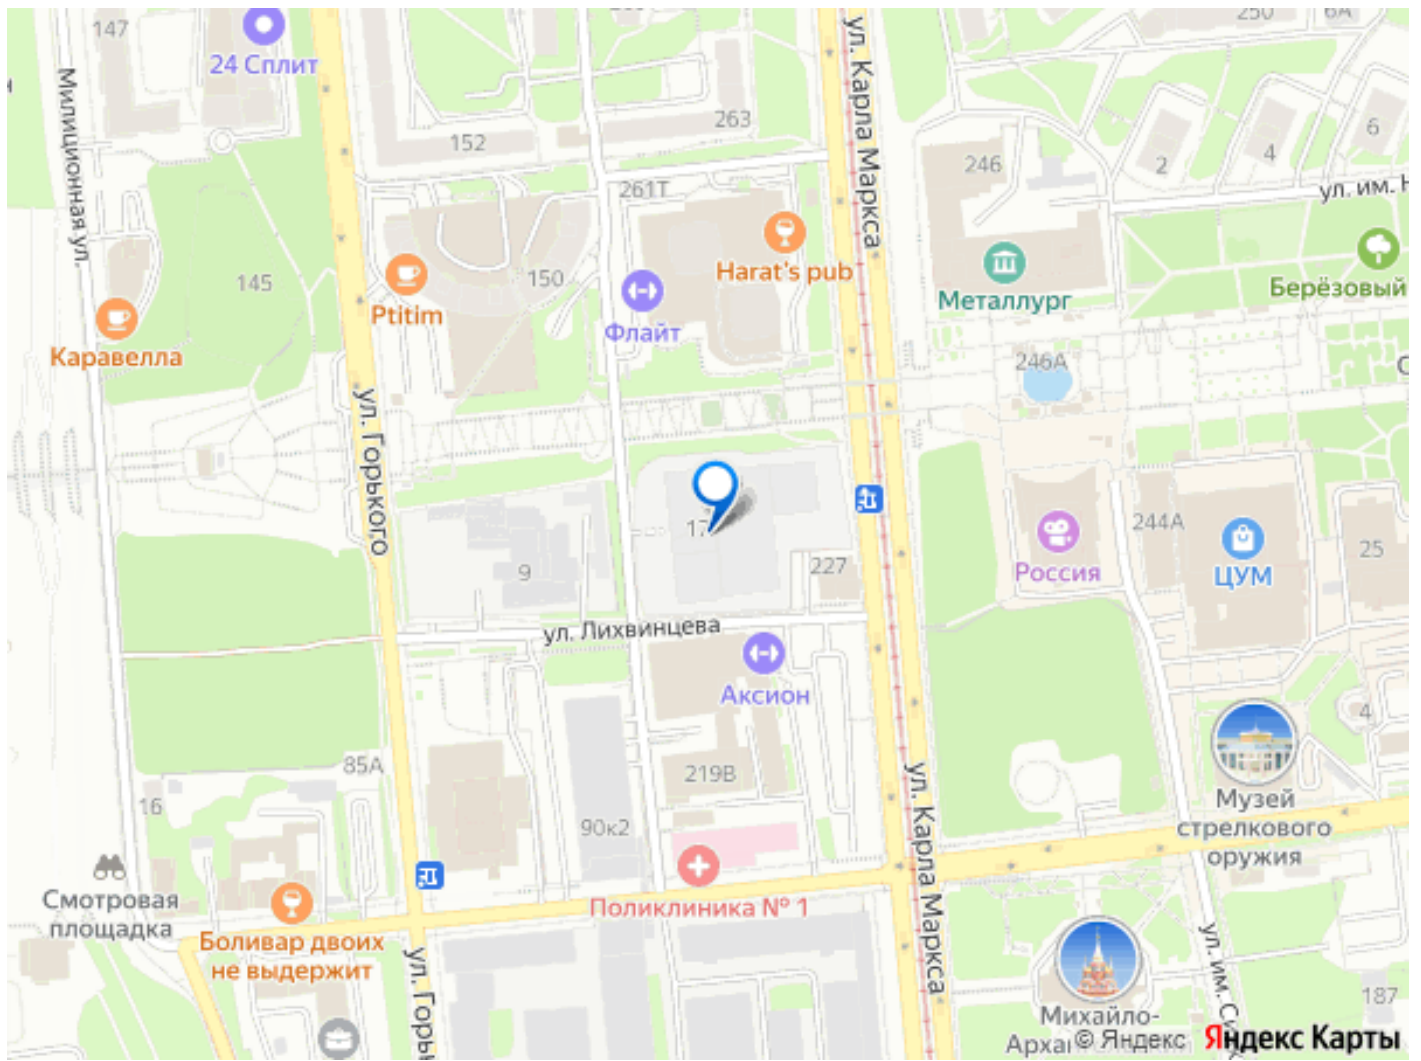 147
24 Сплит
Милиционная ул.
ул. Карла Маркса
250
6А
263
152
246
2
4
6
261Т
ул. им.
Harat's pub
145
150
Ptitim
Флайт
Металлург
Берёзовый
Каравелла
246А
ул. Горького
17
9
227
Россия
244А
ЦУМ
25
ул. Лихвинцева
Аксион
4
85А
219В
16
90к2
ул. Карла Маркса
Музей
стрелкового
оружия
Смотровая
площадка
Поликлиника № 1
Боливар двоих
не выдержит
ул. Горь
ул. им.
187
Михайло-
© Яндекс
Яндекс Карты